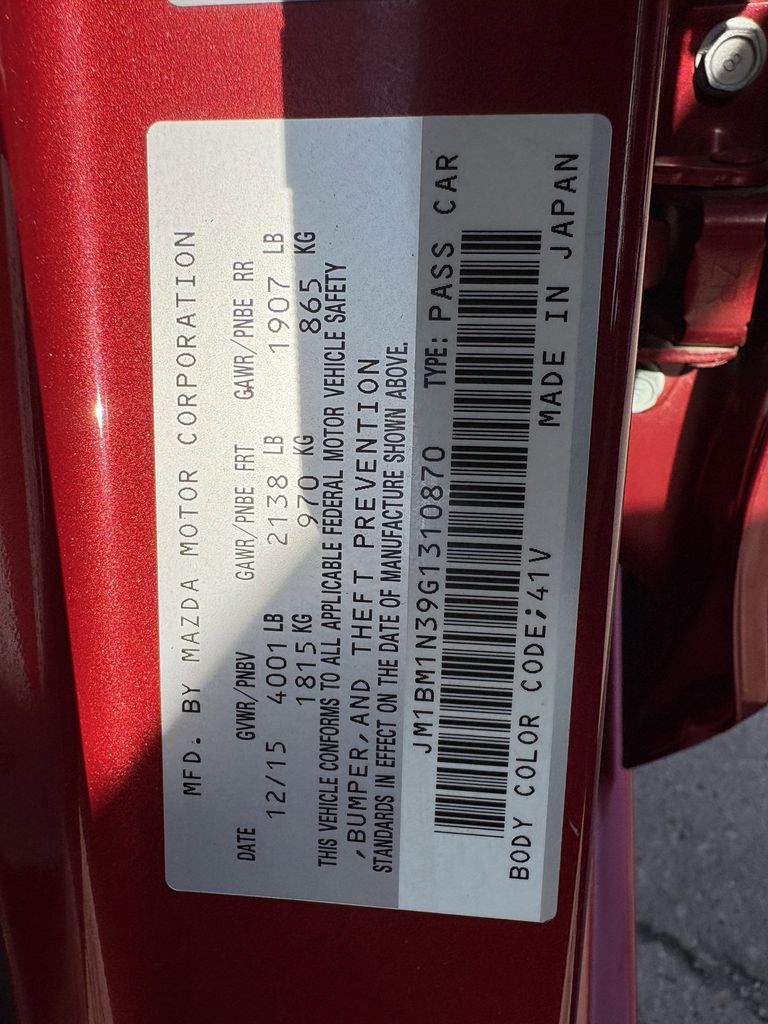 MFD. BY MAZDA MOTOR CORPORATION
DATE GVWR/PNBV GAWR/PNBE FRT GAWR/PNBE RR
12/15 4001 LB 2138 LB 1907 LB
1815 KG 970 KG 865 KG
THIS VEHICLE CONFORMS TO ALL APPLICABLE FEDERAL MOTOR VEHICLE SAFETY
,BUMPER,AND THEFT PREVENTION
STANDARDS IN EFFECT ON THE DATE OF MANUFACTURE SHOWN ABOVE.
JM1BM1N39G1310870 TYPE: PASS CAR
BODY COLOR CODE;41V MADE IN JAPAN
8